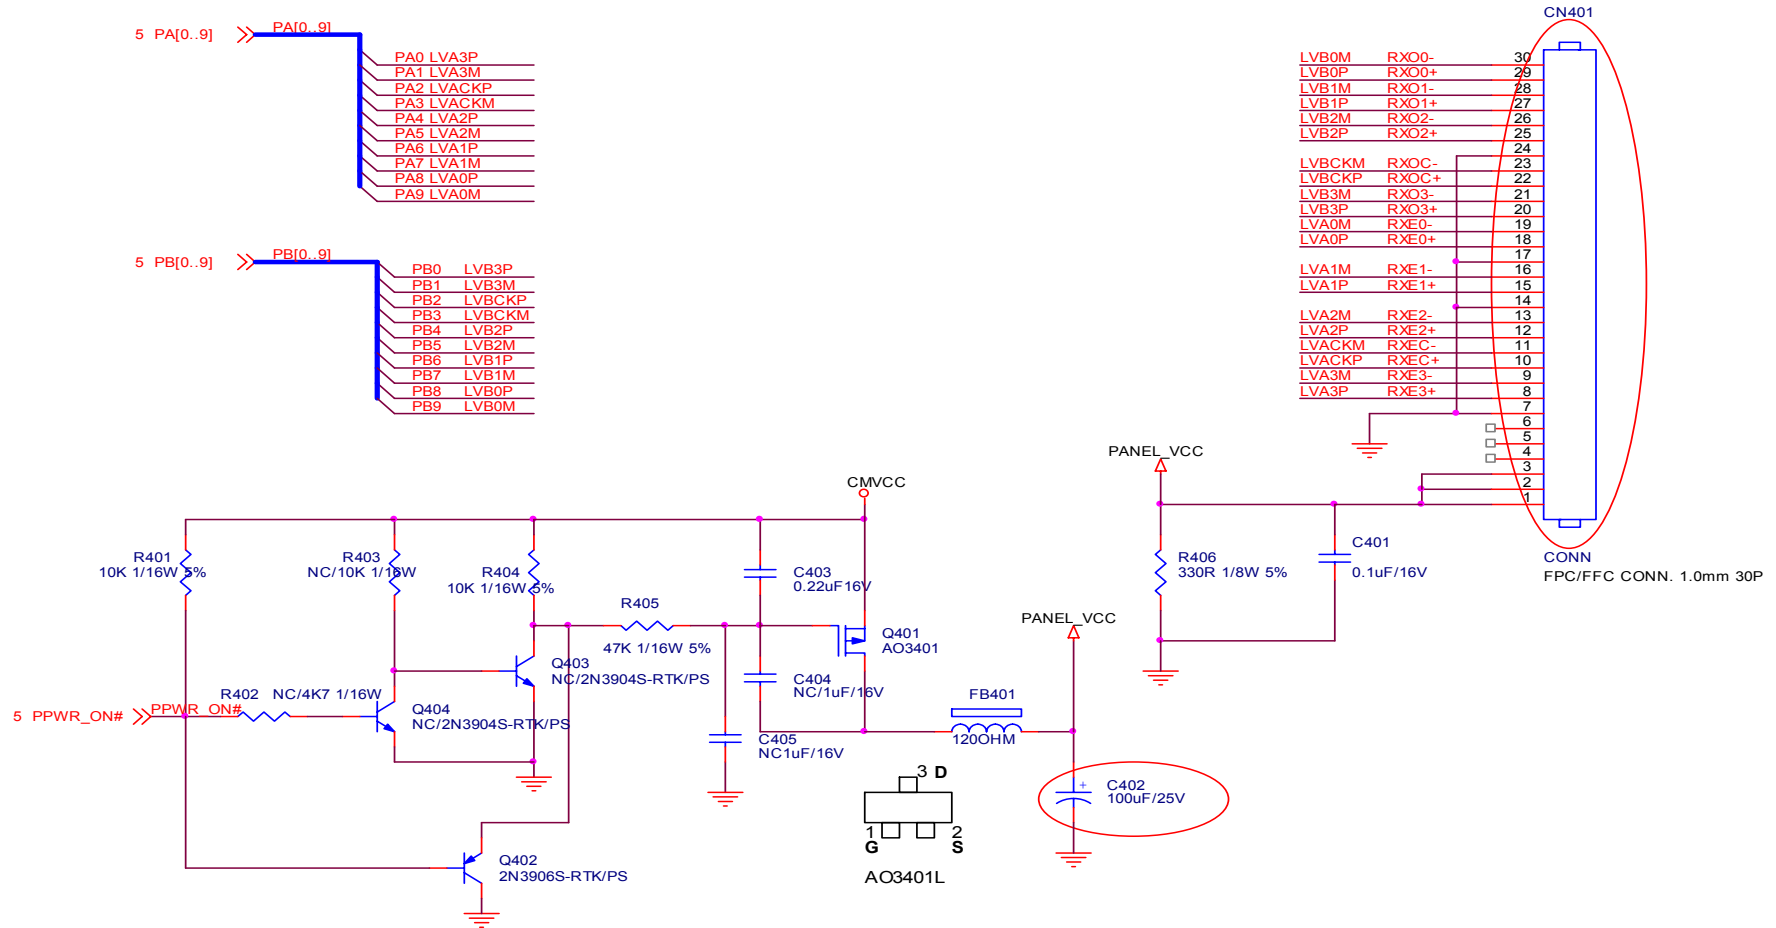 5 PA[0..9]
PA[0..9]
PA0 LVA3P
PA1 LVA3M
PA2 LVACKP
PA3 LVACKM
PA4 LVA2P
PA5 LVA2M
PA6 LVA1P
PA7 LVA1M
PA8 LVA0P
PA9 LVA0M
5 PB[0..9]
PB[0..9]
PB0 LVB3P
PB1 LVB3M
PB2 LVBCKP
PB3 LVBCKM
PB4 LVB2P
PB5 LVB2M
PB6 LVB1P
PB7 LVB1M
PB8 LVB0P
PB9 LVB0M
CN401
LVB0M RXO0- 30
LVB0P RXO0+ 29
LVB1M RXO1- 28
LVB1P RXO1+ 27
LVB2M RXO2- 26
LVB2P RXO2+ 25
24
LVBCKM RXOC- 23
LVBCKP RXOC+ 22
LVB3M RXO3- 21
LVB3P RXO3+ 20
LVA0M RXE0- 19
LVA0P RXE0+ 18
17
LVA1M RXE1- 16
LVA1P RXE1+ 15
14
LVA2M RXE2- 13
LVA2P RXE2+ 12
LVACKM RXEC- 11
LVACKP RXEC+ 10
LVA3M RXE3- 9
LVA3P RXE3+ 8
7
6
5
4
3
2
1
CONN
FPC/FFC CONN. 1.0mm 30P
PANEL_VCC
R406
330R 1/8W 5%
C401
0.1uF/16V
CMVCC
R401
10K 1/16W 5%
R403
NC/10K 1/16W
R404
10K 1/16W 5%
C403
0.22uF16V
R405
47K 1/16W 5%
Q401
AO3401
Q403
NC/2N3904S-RTK/PS
C404
NC/1uF/16V
PANEL_VCC
5 PPWR_ON#
PPWR_ON#
R402
NC/4K7 1/16W
Q404
NC/2N3904S-RTK/PS
C405
NC1uF/16V
FB401
120OHM
C402
100uF/25V
+
3 D
1
G
2
S
AO3401L
Q402
2N3906S-RTK/PS